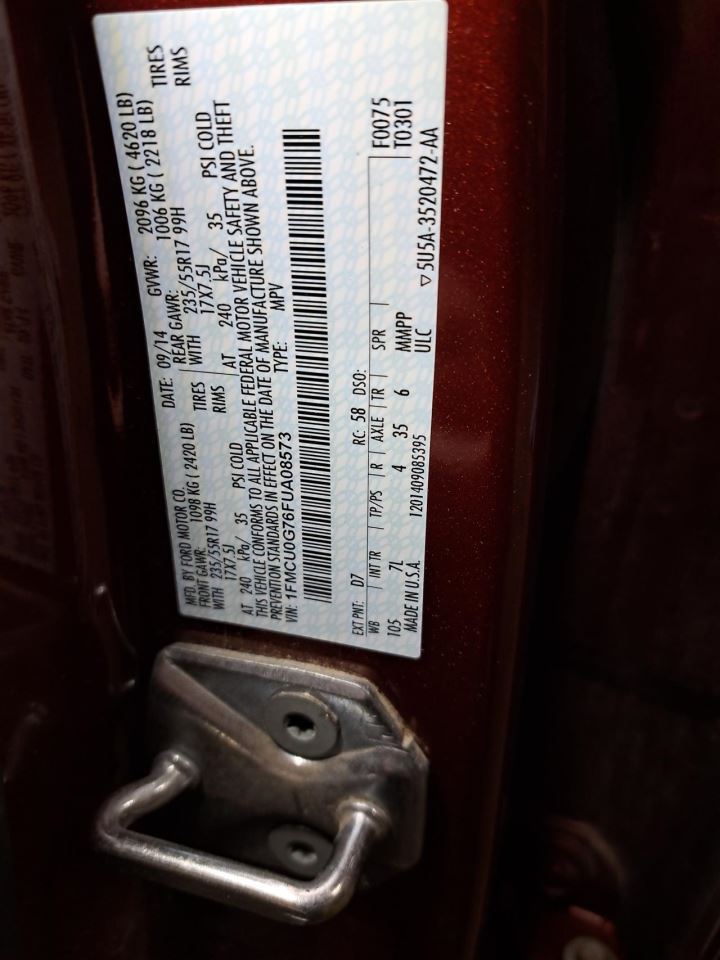 MFD. BY FORD MOTOR CO.
DATE: 09/14 GVWR: 2096 KG ( 4620 LB)
FRONT GAWR: 1098 KG ( 2420 LB) REAR GAWR: 1006 KG ( 2218 LB)
WITH 235/55R17 99H TIRES WITH 235/55R17 99H TIRES
17X7.5J RIMS 17X7.5J RIMS
AT 240 kPa/ 35 PSI COLD AT 240 kPa/ 35 PSI COLD
THIS VEHICLE CONFORMS TO ALL APPLICABLE FEDERAL MOTOR VEHICLE SAFETY AND THEFT
PREVENTION STANDARDS IN EFFECT ON THE DATE OF MANUFACTURE SHOWN ABOVE.
VIN: 1FMCU0G76FUA08573 TYPE: MPV
EXT PNT: D7 RC: 58 DSO: F0075
WB INT TR TP/PS R AXLE TR SPR T0301
105 7L 4 35 6 MMPP
MADE IN U.S.A. 1201409085395 ULC ▽5U5A-3520472-AA